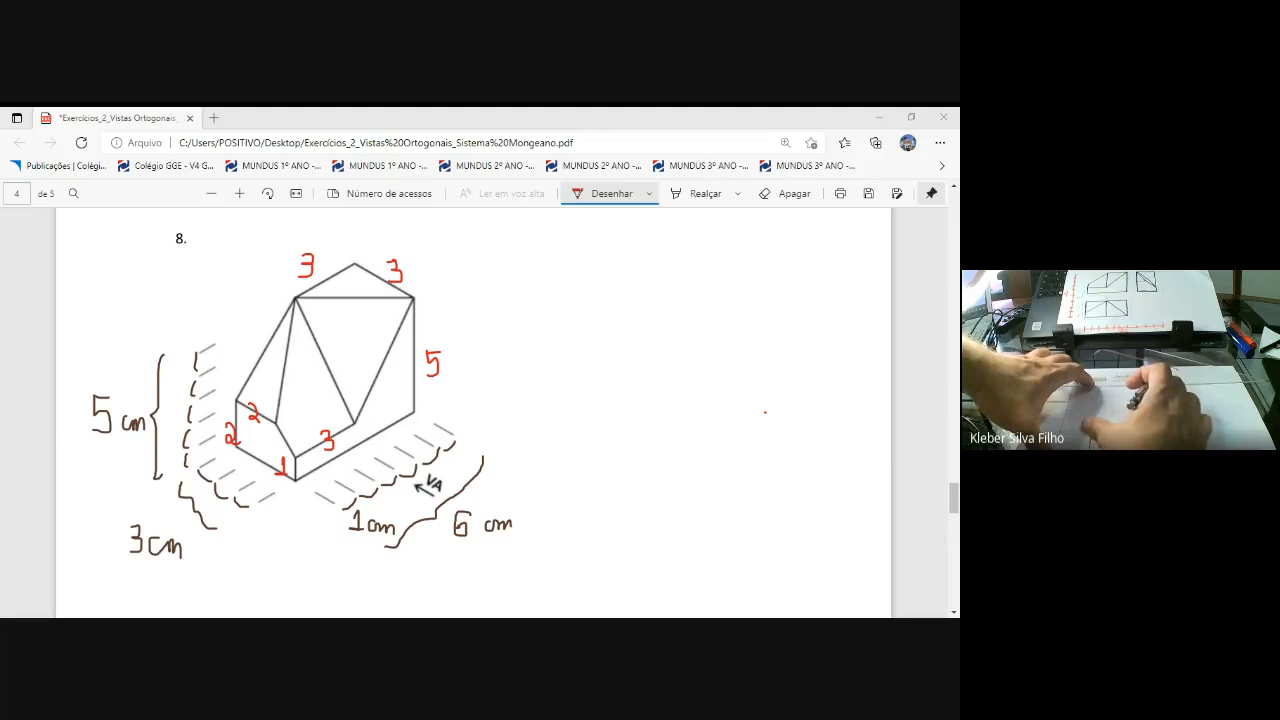 *Exercícios_2_Vistas Ortogonais_
Arquivo
C:/Users/POSITIVO/Desktop/Exercícios_2_Vistas%20Ortogonais_Sistema%20Mongeano.pdf
Publicações | Colégi...
Colégio GGE - V4 G...
MUNDUS 1º ANO -...
MUNDUS 1º ANO -...
MUNDUS 2º ANO -...
MUNDUS 2º ANO -...
MUNDUS 3º ANO -...
MUNDUS 3º ANO -...
4 de 5
Número de acessos
Ler em voz alta
Desenhar
Realçar
Apagar
8.
3
3
5
5 cm
2
2
3
1
VA
1cm
6 cm
3cm
Kleber Silva Filho